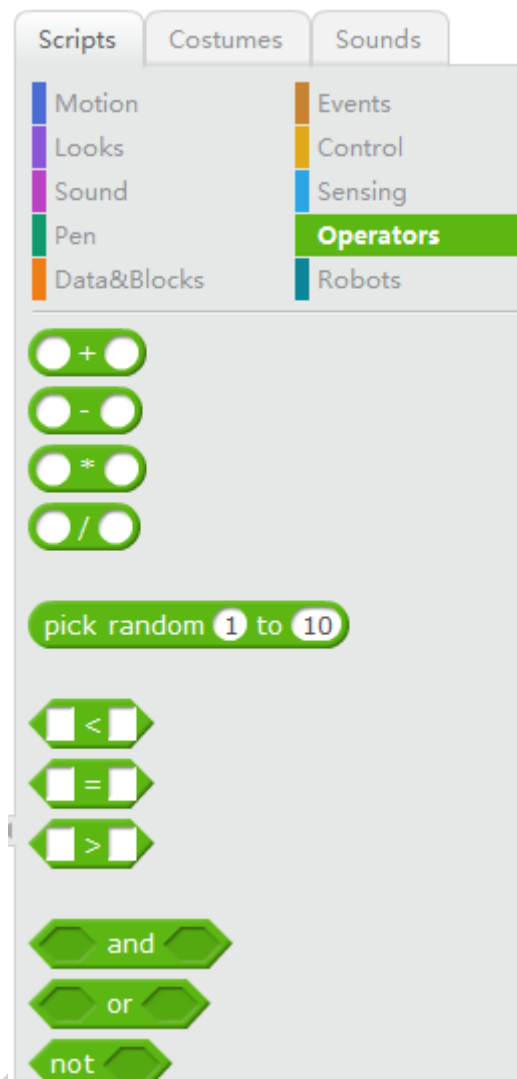 Scripts Costumes Sounds
Motion Events
Looks Control
Sound Sensing
Pen Operators
Data&Blocks Robots
+
-
*
/
pick random 1 to 10
<
=
>
and
or
not